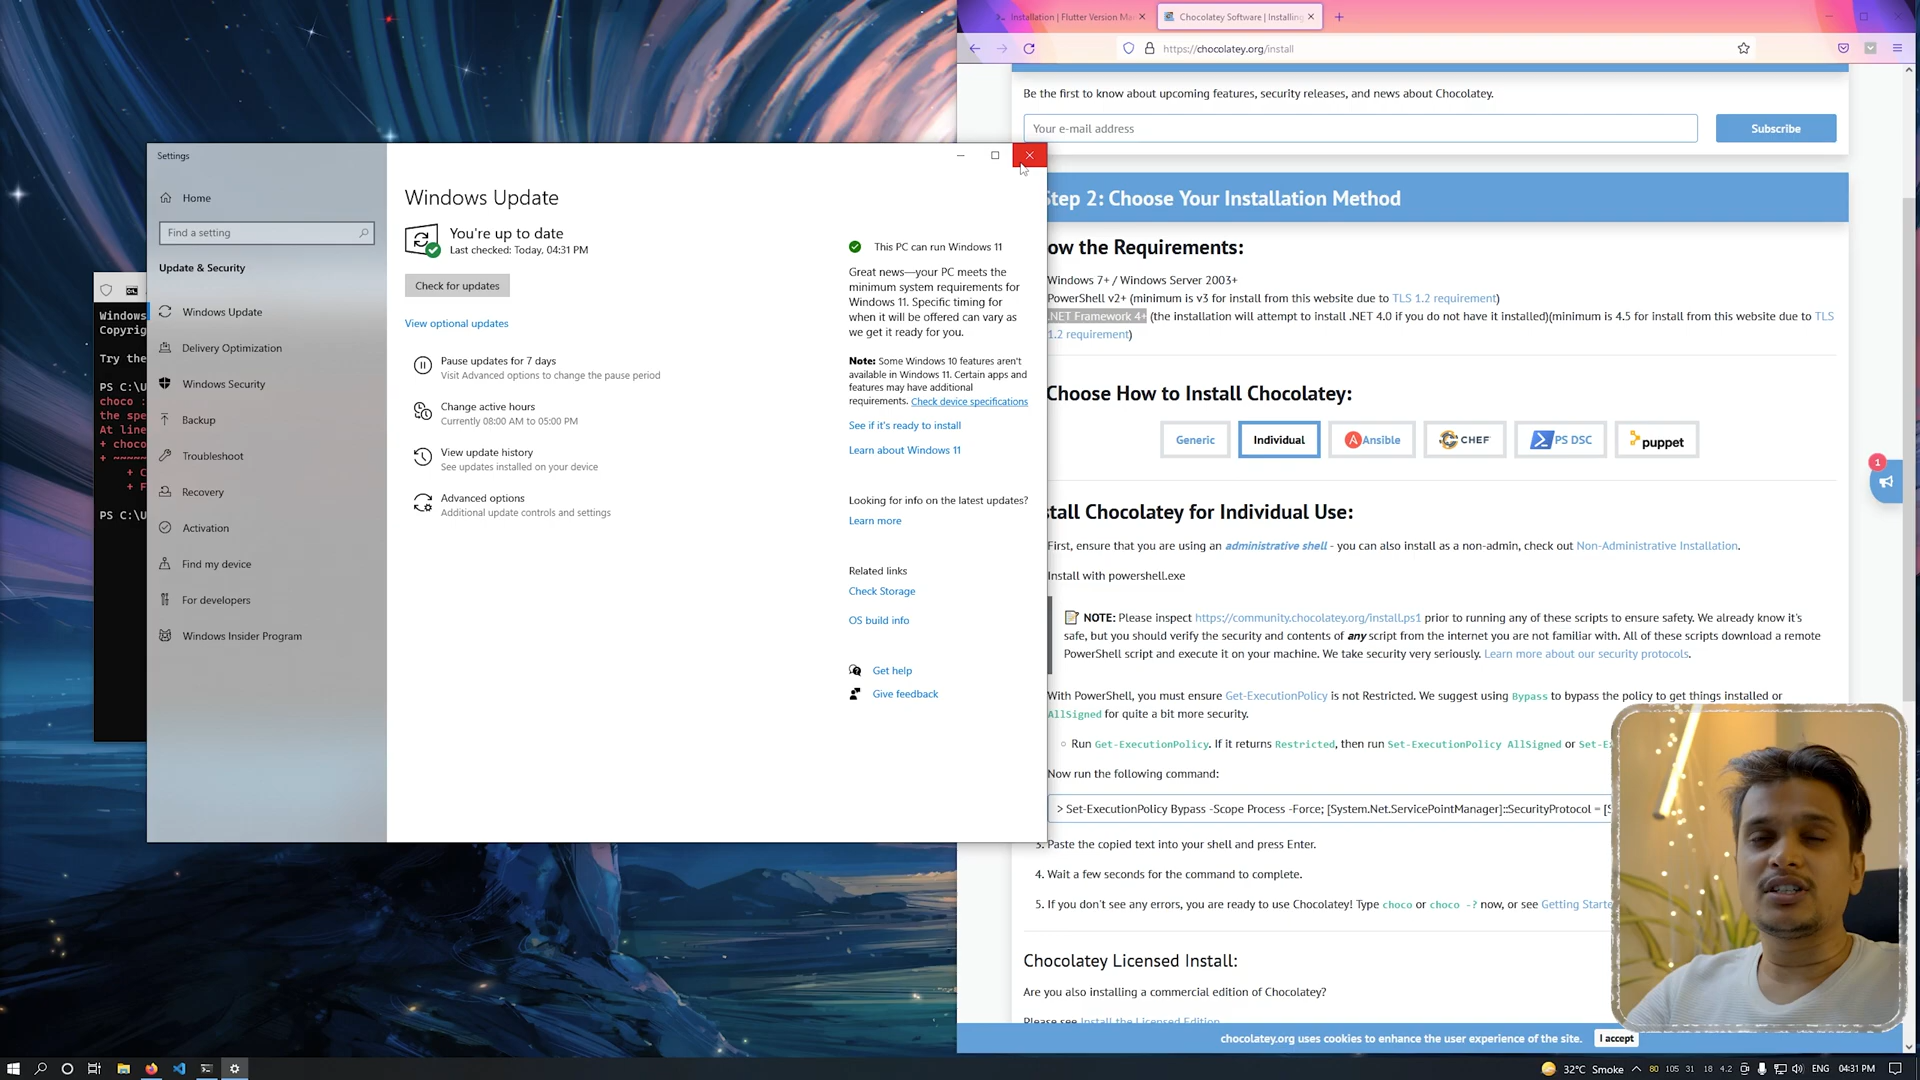 Installation | Flutter Version Ma
Chocolatey Software | Installing
https://chocolatey.org/install
Be the first to know about upcoming features, security releases, and news about Chocolatey.
Your e-mail address
Subscribe
Step 2: Choose Your Installation Method
ow the Requirements:
Windows 7+ / Windows Server 2003+
PowerShell v2+ (minimum is v3 for install from this website due to TLS 1.2 requirement)
.NET Framework 4+ (the installation will attempt to install .NET 4.0 if you do not have it installed)(minimum is 4.5 for install from this website due to TLS
1.2 requirement)
Choose How to Install Chocolatey:
Generic
Individual
Ansible
CHEF
PS DSC
puppet
1
stall Chocolatey for Individual Use:
First, ensure that you are using an administrative shell - you can also install as a non-admin, check out Non-Administrative Installation.
Install with powershell.exe
NOTE: Please inspect https://community.chocolatey.org/install.ps1 prior to running any of these scripts to ensure safety. We already know it's
safe, but you should verify the security and contents of any script from the internet you are not familiar with. All of these scripts download a remote
PowerShell script and execute it on your machine. We take security very seriously. Learn more about our security protocols.
With PowerShell, you must ensure Get-ExecutionPolicy is not Restricted. We suggest using Bypass to bypass the policy to get things installed or
AllSigned for quite a bit more security.
Run Get-ExecutionPolicy. If it returns Restricted, then run Set-ExecutionPolicy AllSigned or Set-E
Now run the following command:
> Set-ExecutionPolicy Bypass -Scope Process -Force; [System.Net.ServicePointManager]::SecurityProtocol = [S
3. Paste the copied text into your shell and press Enter.
4. Wait a few seconds for the command to complete.
5. If you don't see any errors, you are ready to use Chocolatey! Type choco or choco -? now, or see Getting Starte
Chocolatey Licensed Install:
Are you also installing a commercial edition of Chocolatey?
Please see Install the Licensed Edition
chocolatey.org uses cookies to enhance the user experience of the site.
I accept
Settings
Home
Find a setting
Update & Security
Windows Update
Delivery Optimization
Windows Security
Backup
Troubleshoot
Recovery
Activation
Find my device
For developers
Windows Insider Program
Windows Update
You're up to date
Last checked: Today, 04:31 PM
Check for updates
View optional updates
Pause updates for 7 days
Visit Advanced options to change the pause period
Change active hours
Currently 08:00 AM to 05:00 PM
View update history
See updates installed on your device
Advanced options
Additional update controls and settings
This PC can run Windows 11
Great news—your PC meets the
minimum system requirements for
Windows 11. Specific timing for
when it will be offered can vary as
we get it ready for you.
Note: Some Windows 10 features aren't
available in Windows 11. Certain apps and
features may have additional
requirements. Check device specifications
See if it's ready to install
Learn about Windows 11
Looking for info on the latest updates?
Learn more
Related links
Check Storage
OS build info
Get help
Give feedback
Windows
Copyrig
Try the
PS C:\U
choco :
the spe
At line
+ choco
+ ~~~~~
+ C
+ F
PS C:\U
32°C Smoke
80 105 31 18 4.2
ENG
04:31 PM